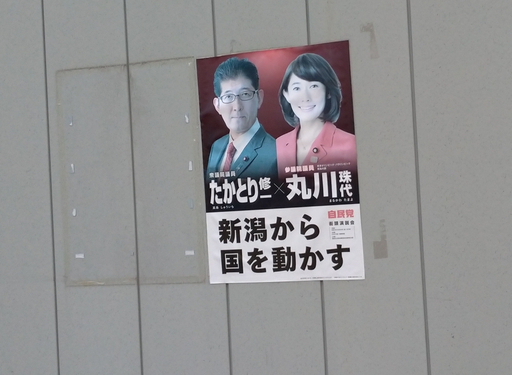 衆議院議員
たかとり修一
参議院議員
×
丸川珠代
自民党
新潟から
国を動かす